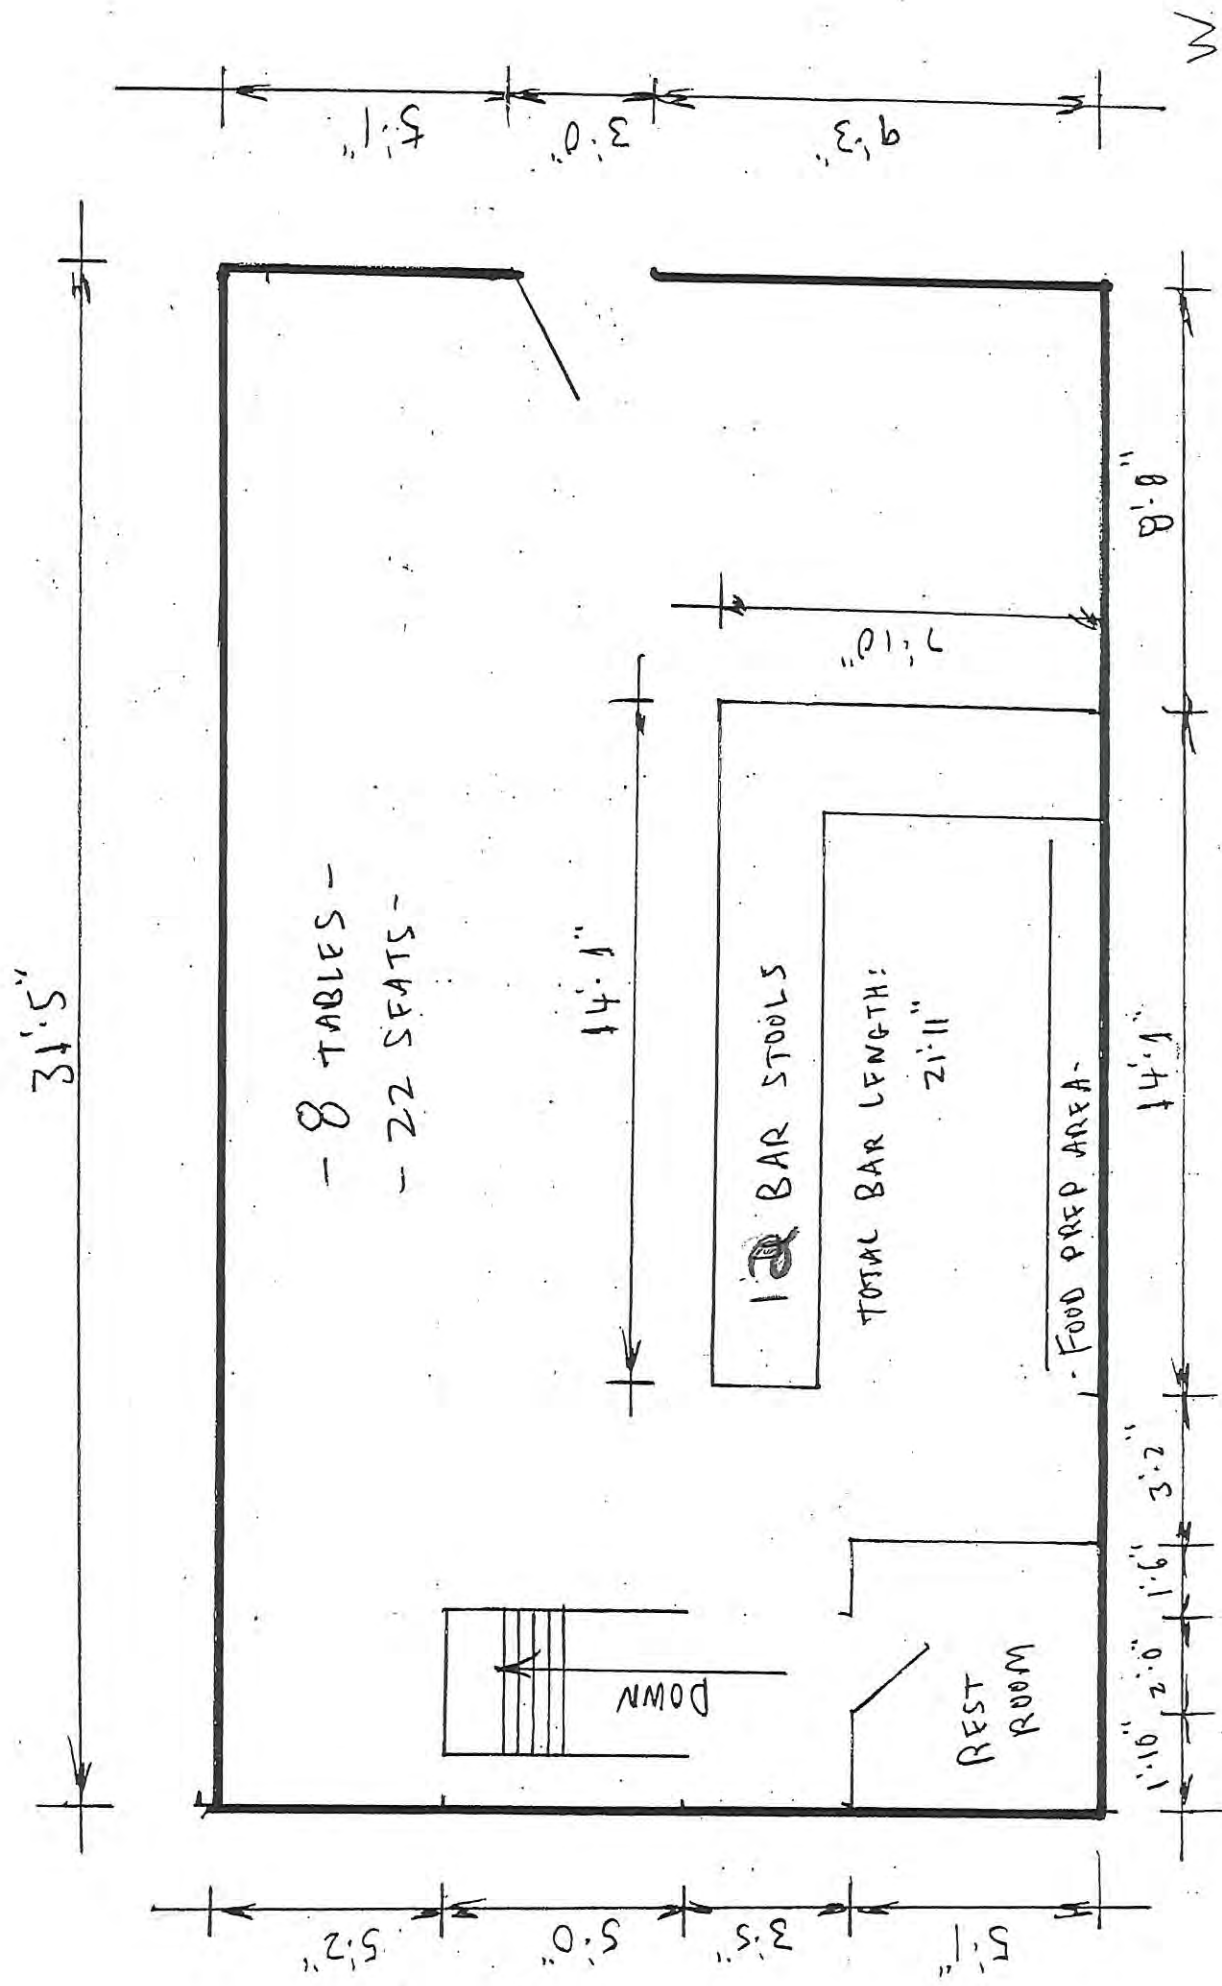 31'·5"
- 8 TABLES -
- 22 SEATS -
14'·1"
12 BAR STOOLS
TOTAL BAR LENGTH:
21'·11"
· FOOD PREP AREA ·
7'·10"
DOWN
REST
ROOM
5'·2"
5'·0"
3'·5"
5'·1"
5'·1"
3'·0"
9'·3"
1'·10" 2'·0" 1'·6" 3'·2" 14'·1" 8'·8"
W